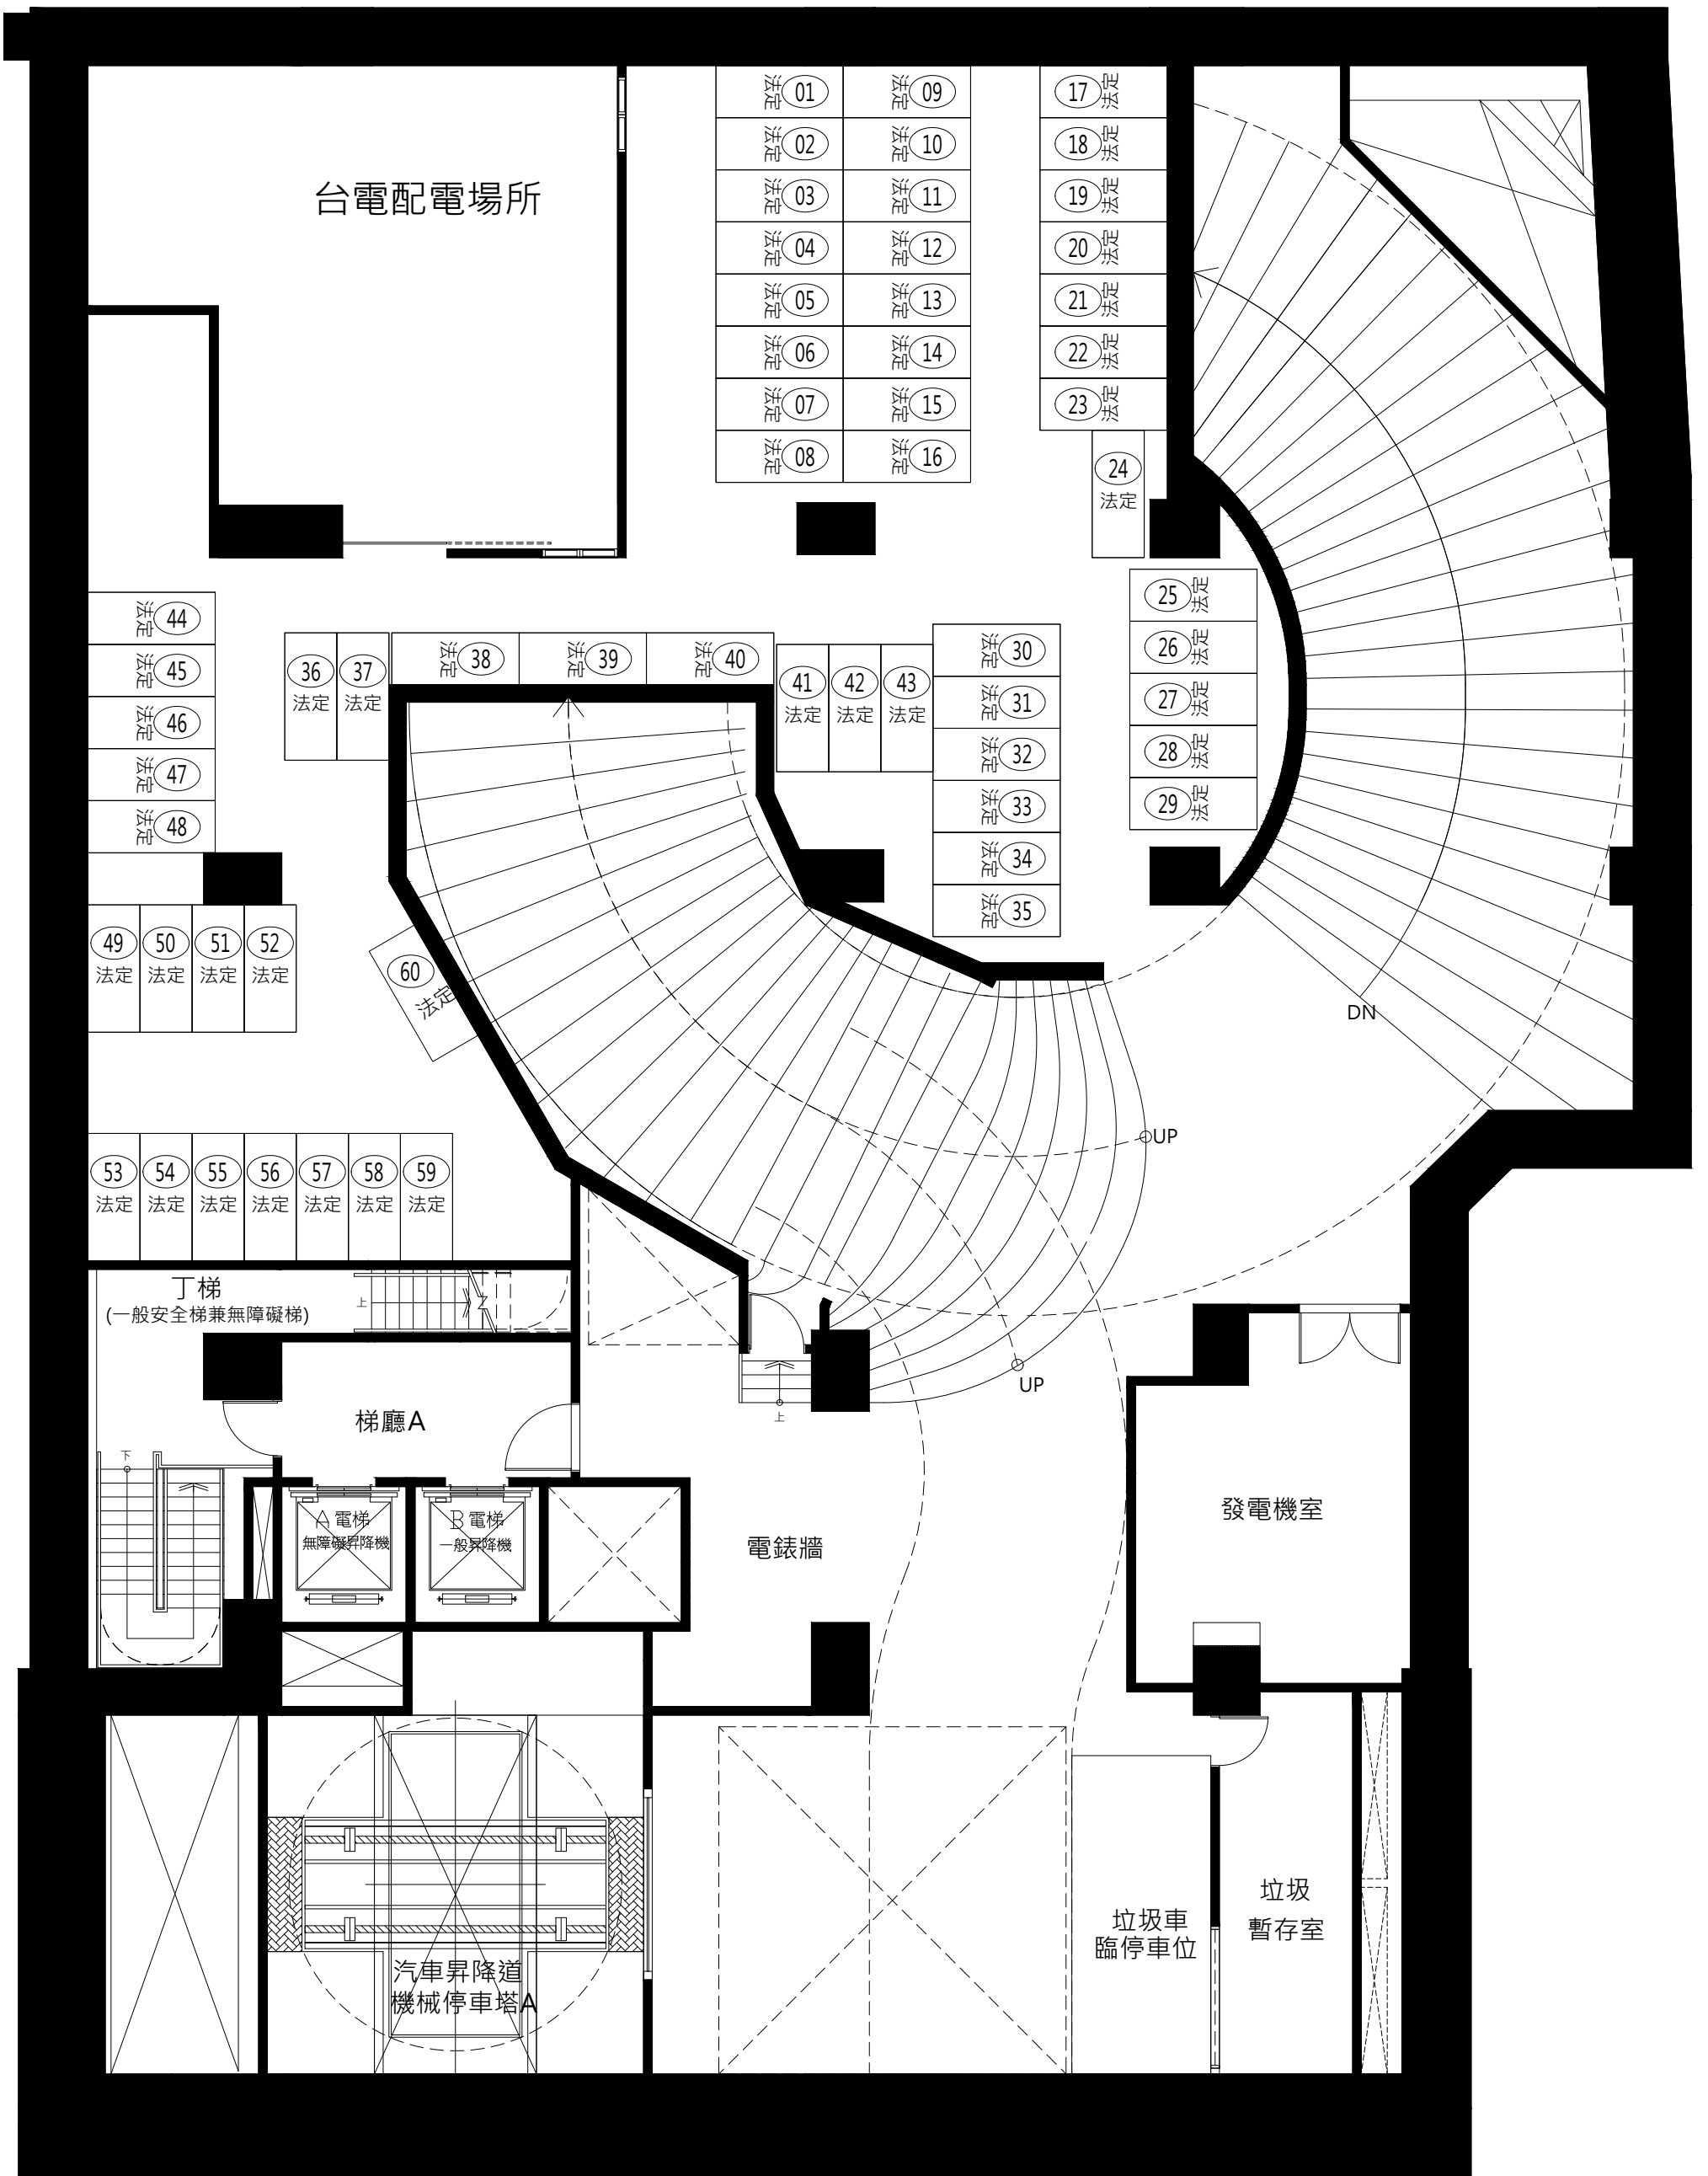 01 法定
09 法定
17 法定
02 法定
10 法定
18 法定
03 法定
11 法定
19 法定
台電配電場所
04 法定
12 法定
20 法定
05 法定
13 法定
21 法定
06 法定
14 法定
22 法定
07 法定
15 法定
23 法定
08 法定
16 法定
24
法定
25 法定
44 法定
26 法定
30 法定
38 法定
39 法定
40 法定
36
法定
37
法定
45 法定
41
法定
42
法定
43
法定
31 法定
27 法定
46 法定
32 法定
28 法定
47 法定
33 法定
29 法定
48 法定
34 法定
35 法定
49
法定
50
法定
51
法定
52
法定
60
法定
DN
UP
53
法定
54
法定
55
法定
56
法定
57
法定
58
法定
59
法定
丁梯
(一般安全梯兼無障礙梯)
上
UP
上
梯廳A
下
A電梯
無障礙昇降機
B電梯
一般昇降機
電錶牆
發電機室
汽車昇降道
機械停車塔A
垃圾車
臨停車位
垃圾
暫存室